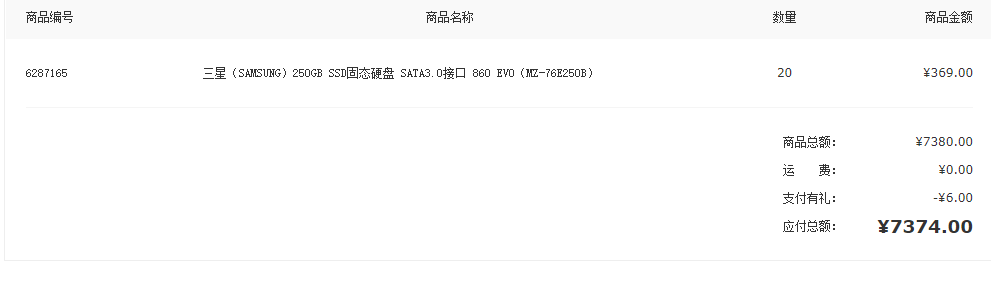 商品编号 商品名称 数量 商品金额
6287165 三星（SAMSUNG）250GB SSD固态硬盘 SATA3.0接口 860 EVO（MZ-76E250B） 20 ¥369.00
商品总额： ¥7380.00
运 费： ¥0.00
支付有礼： -¥6.00
应付总额： ¥7374.00